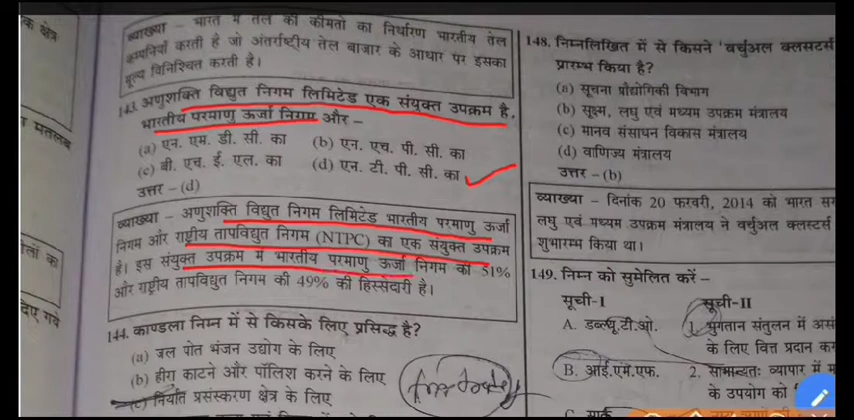 क क्षेत्र
ा मतलब
ोलों का
दिए गये
व्याख्या – भारत में तेल की कीमतों का निर्धारण भारतीय तेल
कम्पनियाँ करती है जो अंतर्राष्ट्रीय तेल बाजार के आधार पर इसका
मूल्य विनिश्चित करती है।
143. अणुशक्ति विद्युत निगम लिमिटेड एक संयुक्त उपक्रम है,
भारतीय परमाणु ऊर्जा निगम और –
(a) एन. एम. डी. सी. का (b) एन. एच. पी. सी. का
(c) बी. एच. ई. एल. का (d) एन. टी. पी. सी. का
उत्तर – (d)
व्याख्या – अणुशक्ति विद्युत निगम लिमिटेड भारतीय परमाणु ऊर्जा
निगम और राष्ट्रीय तापविद्युत निगम (NTPC) का एक संयुक्त उपक्रम
है। इस संयुक्त उपक्रम में भारतीय परमाणु ऊर्जा निगम की 51%
और राष्ट्रीय तापविद्युत निगम की 49% की हिस्सेदारी है।
144. काण्डला निम्न में से किसके लिए प्रसिद्ध है?
(a) जल पोत भंजन उद्योग के लिए
(b) हीरा काटने और पॉलिश करने के लिए
(c) निर्यात प्रसंस्करण क्षेत्र के लिए
148. निम्नलिखित में से किसने 'वर्चुअल क्लस्टर्स
प्रारम्भ किया है?
(a) सूचना प्रौद्योगिकी विभाग
(b) सूक्ष्म, लघु एवं मध्यम उपक्रम मंत्रालय
(c) मानव संसाधन विकास मंत्रालय
(d) वाणिज्य मंत्रालय
उत्तर – (b)
व्याख्या – दिनांक 20 फरवरी, 2014 को भारत सर
लघु एवं मध्यम उपक्रम मंत्रालय ने वर्चुअल क्लस्टर्स
शुभारम्भ किया था।
149. निम्न को सुमेलित करें –
सूची-I सूची-II
A. डब्ल्यू.टी.ओ. 1. भुगतान संतुलन में असं
के लिए वित्त प्रदान कर
B. आई.एम.एफ. 2. सामान्यतः व्यापार में म
के उपयोग को
C. सार्क